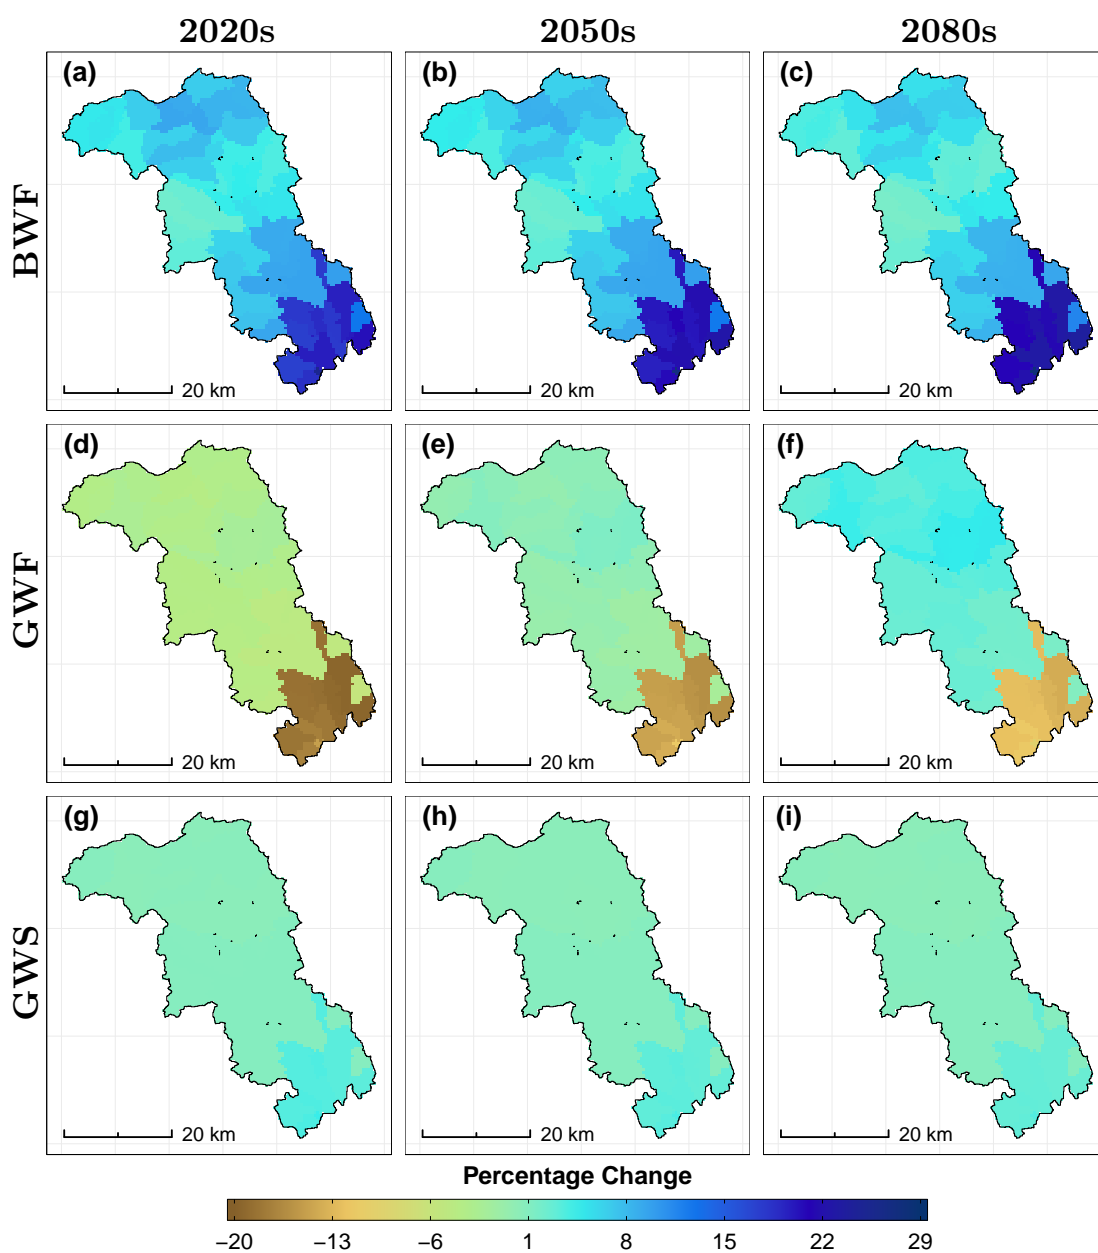 2020s 2050s 2080s
BWF
(a) (b) (c)
20 km 20 km 20 km
GWF
(d) (e) (f)
20 km 20 km 20 km
GWS
(g) (h) (i)
20 km 20 km 20 km
Percentage Change
−20 −13 −6 1 8 15 22 29